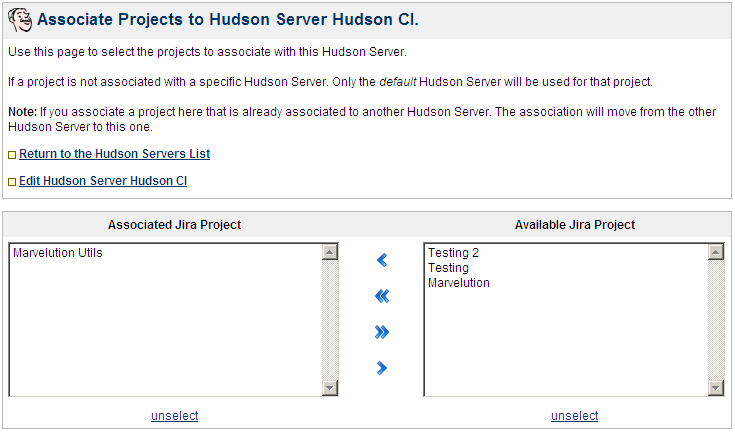 Associate Projects to Hudson Server Hudson CI.
Use this page to select the projects to associate with this Hudson Server.
If a project is not associated with a specific Hudson Server. Only the default Hudson Server will be used for that project.
Note: If you associate a project here that is already associated to another Hudson Server. The association will move from the other
Hudson Server to this one.
Return to the Hudson Servers List
Edit Hudson Server Hudson CI
Associated Jira Project
Available Jira Project
Marvelution Utils
Testing 2
Testing
Marvelution
unselect
unselect